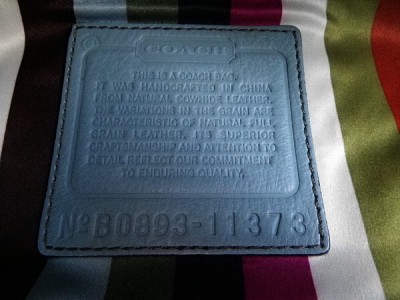 COACH
THIS IS A COACH BAG.
IT WAS HANDCRAFTED IN CHINA
FROM NATURAL COWHIDE LEATHER.
THE VARIATIONS IN THE GRAIN ARE
CHARACTERISTIC OF NATURAL FULL
GRAIN LEATHER. ITS SUPERIOR
CRAFTSMANSHIP AND ATTENTION TO
DETAIL REFLECT OUR COMMITMENT
TO ENDURING QUALITY.
Nº B0893-11373